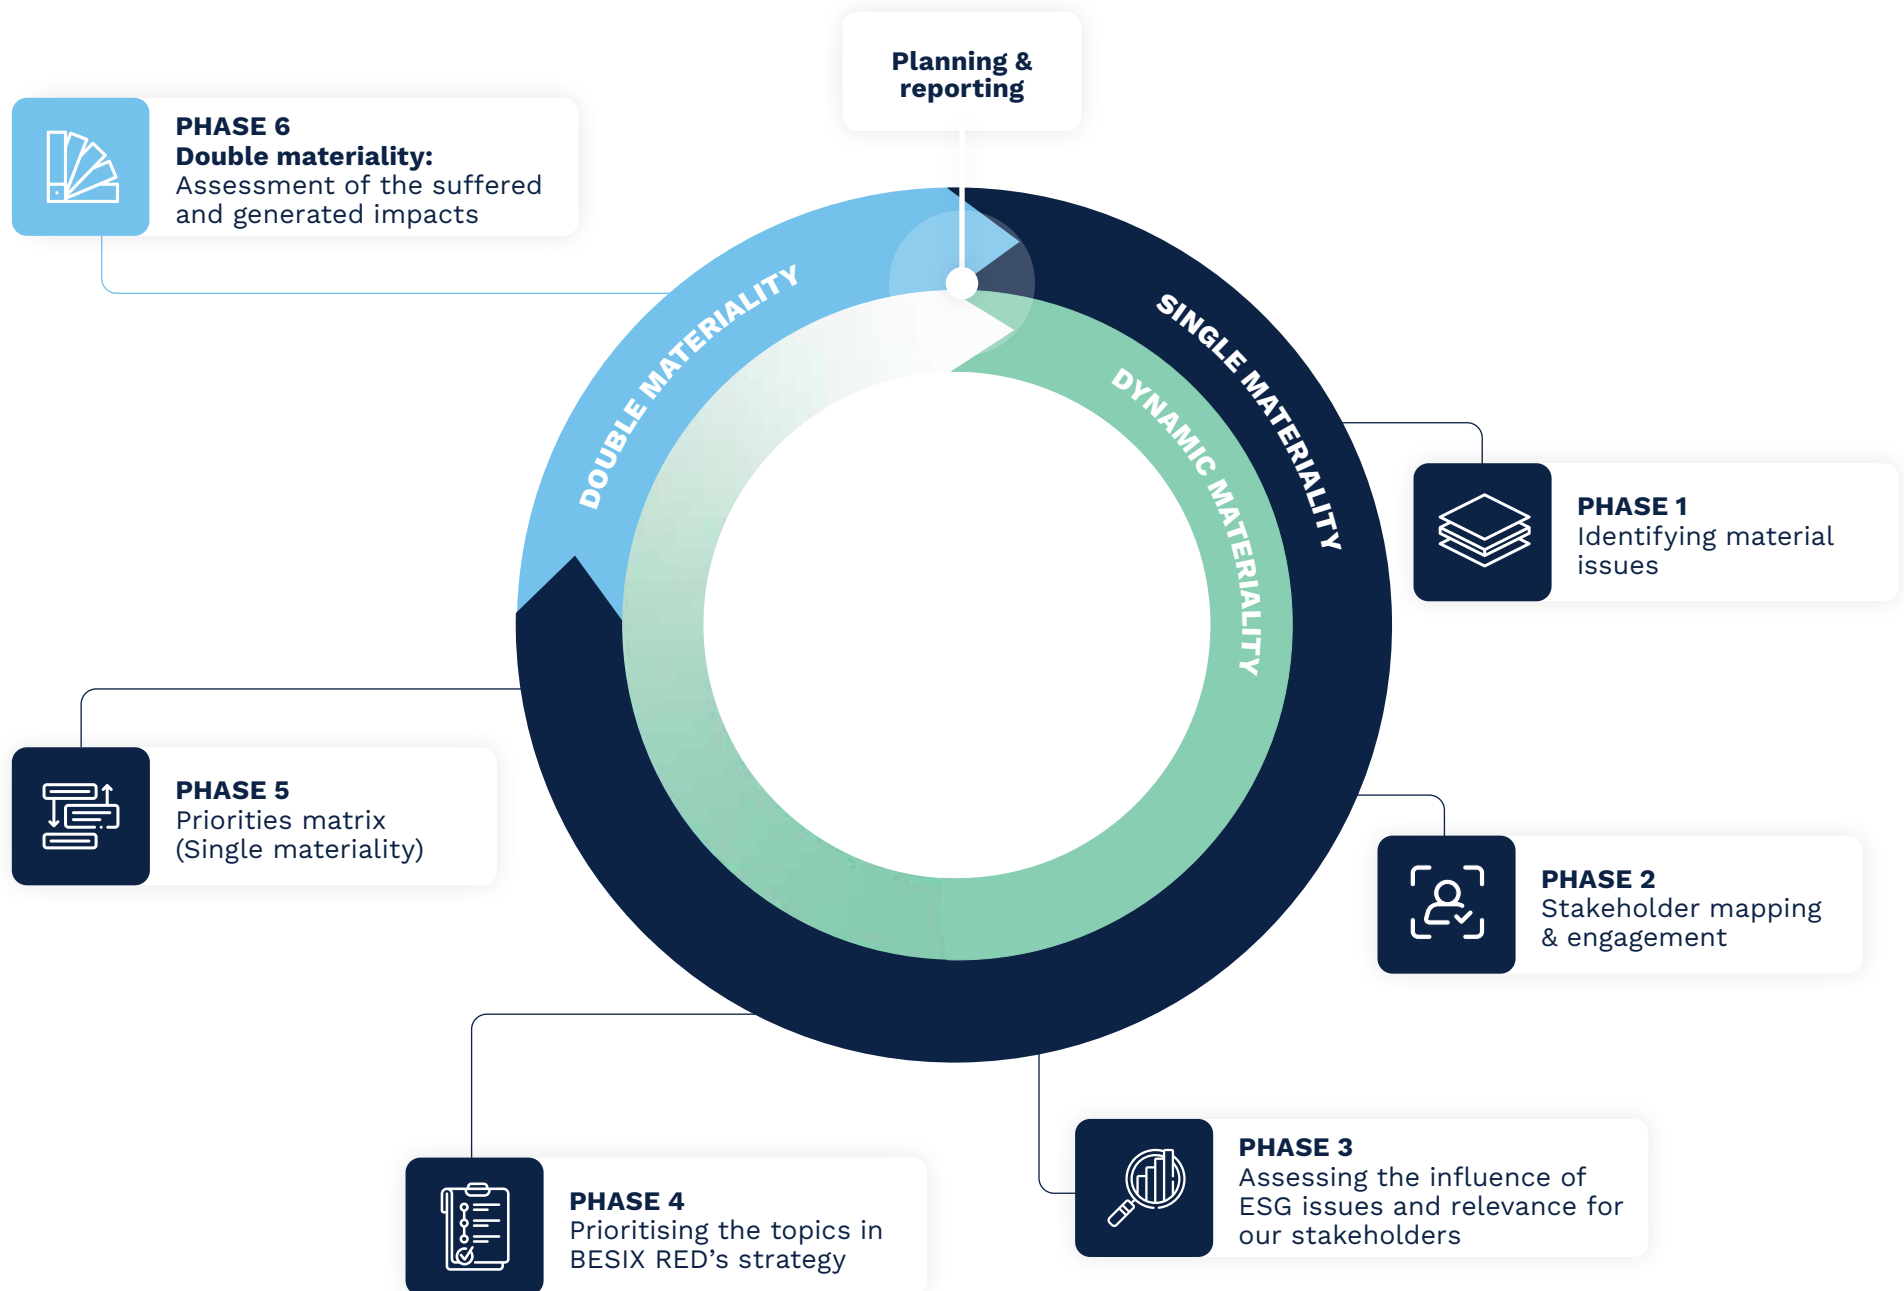 Planning &
reporting
PHASE 6
Double materiality:
Assessment of the suffered
and generated impacts
DOUBLE MATERIALITY
SINGLE MATERIALITY
DYNAMIC MATERIALITY
PHASE 1
Identifying material
issues
PHASE 5
Priorities matrix
(Single materiality)
PHASE 2
Stakeholder mapping
& engagement
PHASE 3
Assessing the influence of
ESG issues and relevance for
our stakeholders
PHASE 4
Prioritising the topics in
BESIX RED’s strategy